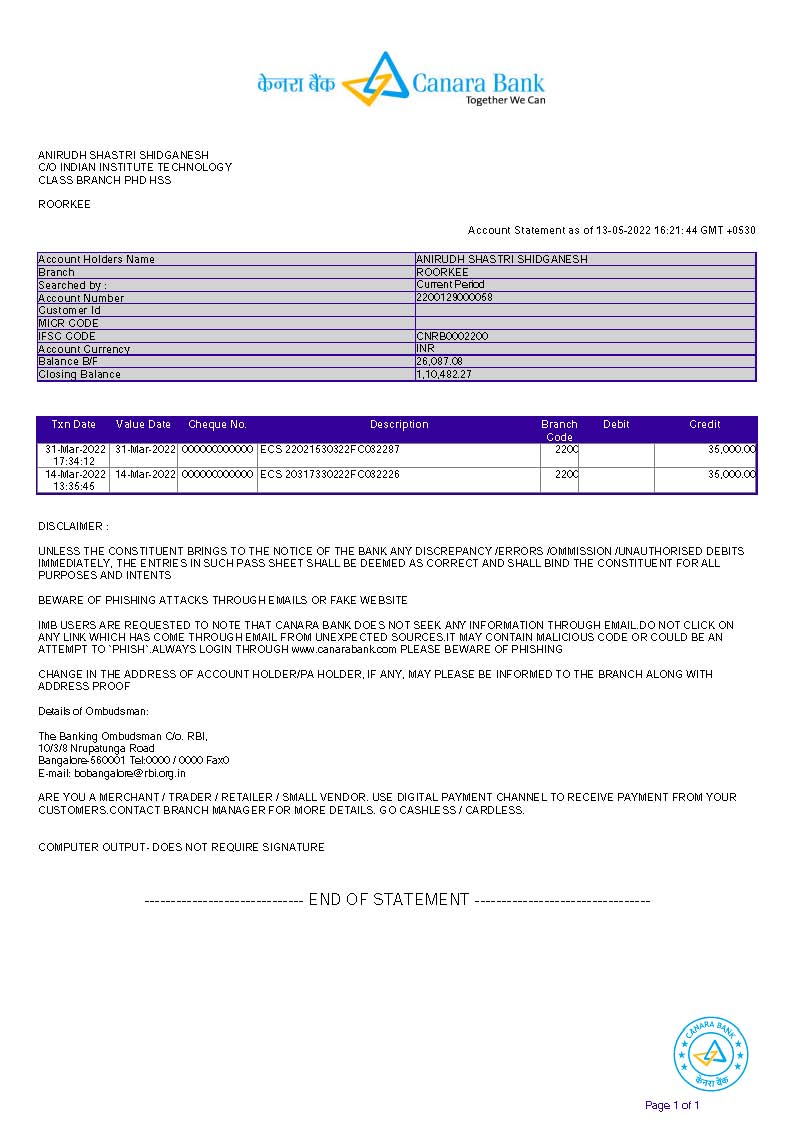 केनरा बैंक Canara Bank
Together We Can
ANIRUDH SHASTRI SHIDGANESH
C/O INDIAN INSTITUTE TECHNOLOGY
CLASS BRANCH PHD HSS
ROORKEE
Account Statement as of 13-05-2022 16:21:44 GMT +0530
Account Holders Name ANIRUDH SHASTRI SHIDGANESH
Branch ROORKEE
Searched by : Current Period
Account Number 2200129000058
Customer Id
MICR CODE
IFSC CODE CNRB0002200
Account Currency INR
Balance B/F 26,087.08
Closing Balance 1,10,482.27
Txn Date Value Date Cheque No. Description Branch Code Debit Credit
31-Mar-2022 31-Mar-2022 000000000000 ECS 22021530322FC032287 2200 35,000.00
17:34:12
14-Mar-2022 14-Mar-2022 000000000000 ECS 20317330222FC032226 2200 35,000.00
13:35:45
DISCLAIMER :
UNLESS THE CONSTITUENT BRINGS TO THE NOTICE OF THE BANK ANY DISCREPANCY /ERRORS /OMMISSION /UNAUTHORISED DEBITS
IMMEDIATELY, THE ENTRIES IN SUCH PASS SHEET SHALL BE DEEMED AS CORRECT AND SHALL BIND THE CONSTITUENT FOR ALL
PURPOSES AND INTENTS
BEWARE OF PHISHING ATTACKS THROUGH EMAILS OR FAKE WEBSITE
IMB USERS ARE REQUESTED TO NOTE THAT CANARA BANK DOES NOT SEEK ANY INFORMATION THROUGH EMAIL.DO NOT CLICK ON
ANY LINK WHICH HAS COME THROUGH EMAIL FROM UNEXPECTED SOURCES.IT MAY CONTAIN MALICIOUS CODE OR COULD BE AN
ATTEMPT TO `PHISH`.ALWAYS LOGIN THROUGH www.canarabank.com PLEASE BEWARE OF PHISHING
CHANGE IN THE ADDRESS OF ACCOUNT HOLDER/PA HOLDER, IF ANY, MAY PLEASE BE INFORMED TO THE BRANCH ALONG WITH
ADDRESS PROOF
Details of Ombudsman:
The Banking Ombudsman C/o. RBI,
10/3/8 Nrupatunga Road
Bangalore-560001 Tel:0000 / 0000 Fax0
E-mail: bobangalore@rbi.org.in
ARE YOU A MERCHANT / TRADER / RETAILER / SMALL VENDOR. USE DIGITAL PAYMENT CHANNEL TO RECEIVE PAYMENT FROM YOUR
CUSTOMERS.CONTACT BRANCH MANAGER FOR MORE DETAILS. GO CASHLESS / CARDLESS.
COMPUTER OUTPUT- DOES NOT REQUIRE SIGNATURE
------------------------------ END OF STATEMENT ---------------------------------
CANARA BANK
केनरा बैंक
Page 1 of 1